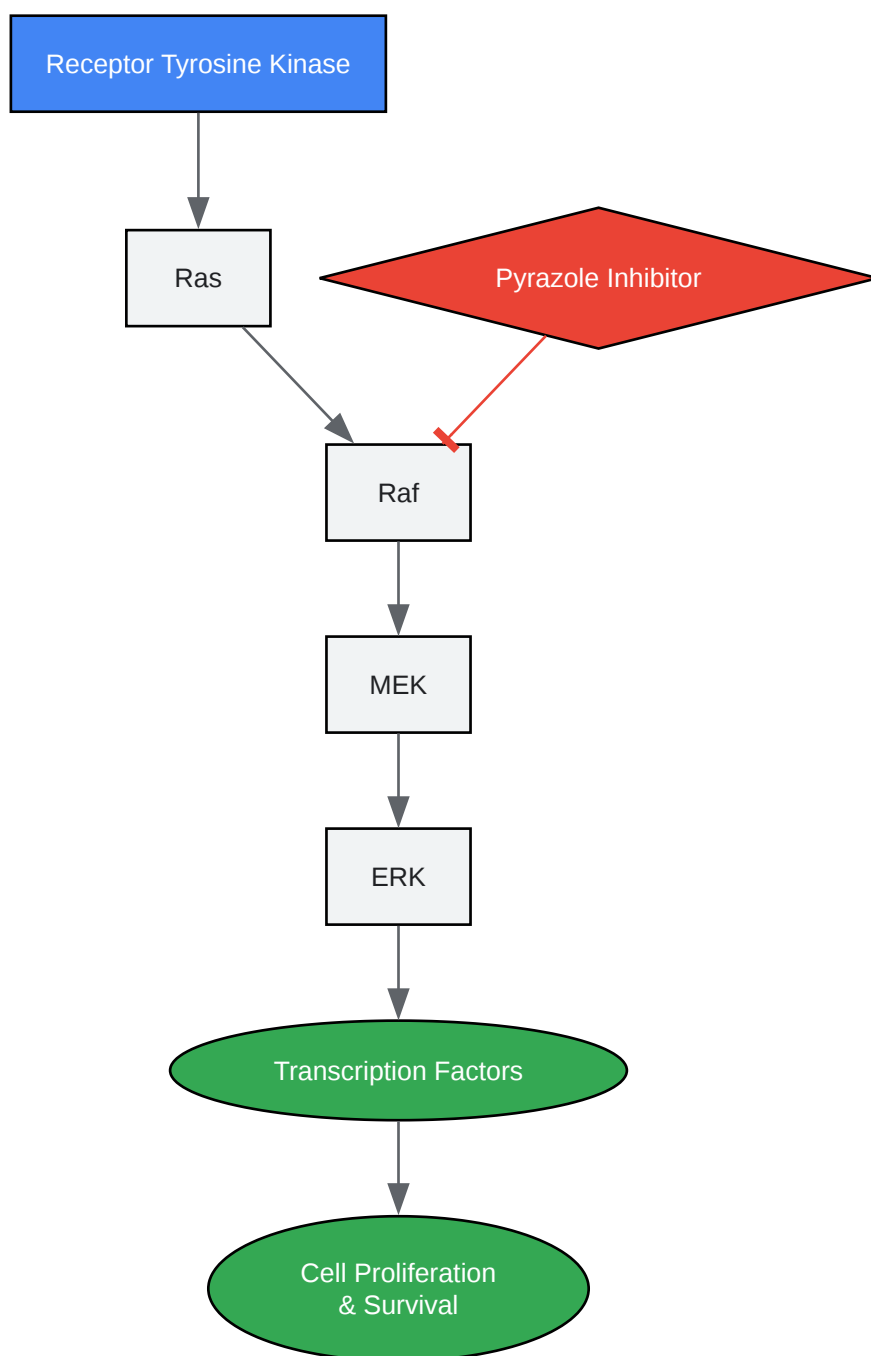 Receptor Tyrosine Kinase
Ras
Pyrazole Inhibitor
Raf
MEK
ERK
Transcription Factors
Cell Proliferation
& Survival